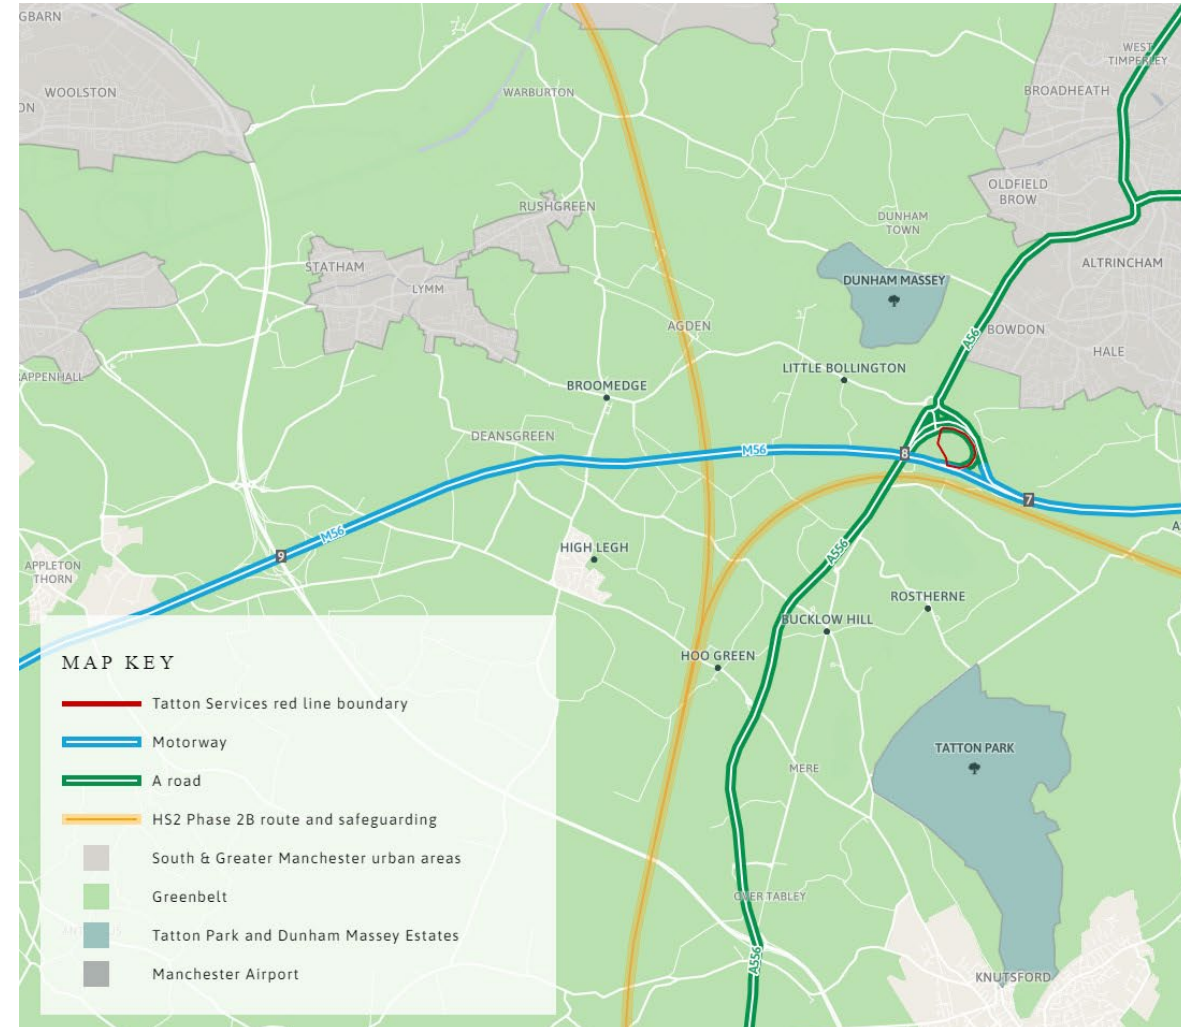 GBARN
WOOLSTON
ON
WARBURTON
WEST
TIMPERLEY
BROADHEATH
OLDFIELD
BROW
RUSHGREEN
DUNHAM
TOWN
STATHAM
LYMM
DUNHAM MASSEY
ALTRINCHAM
AGDEN
A56
BOWDON
HALE
LITTLE BOLLINGTON
RAPPENHALL
BROOMEDGE
DEANSGREEN
M56
8
7
M56
9
A
HIGH LEGH
A556
APPLETON
THORN
ROSTHERNE
BUCKLOW HILL
HOO GREEN
TATTON PARK
MERE
OVER TABLEY
A556
KNUTSFORD
MAP KEY
Tatton Services red line boundary
Motorway
A road
HS2 Phase 2B route and safeguarding
South & Greater Manchester urban areas
Greenbelt
Tatton Park and Dunham Massey Estates
Manchester Airport